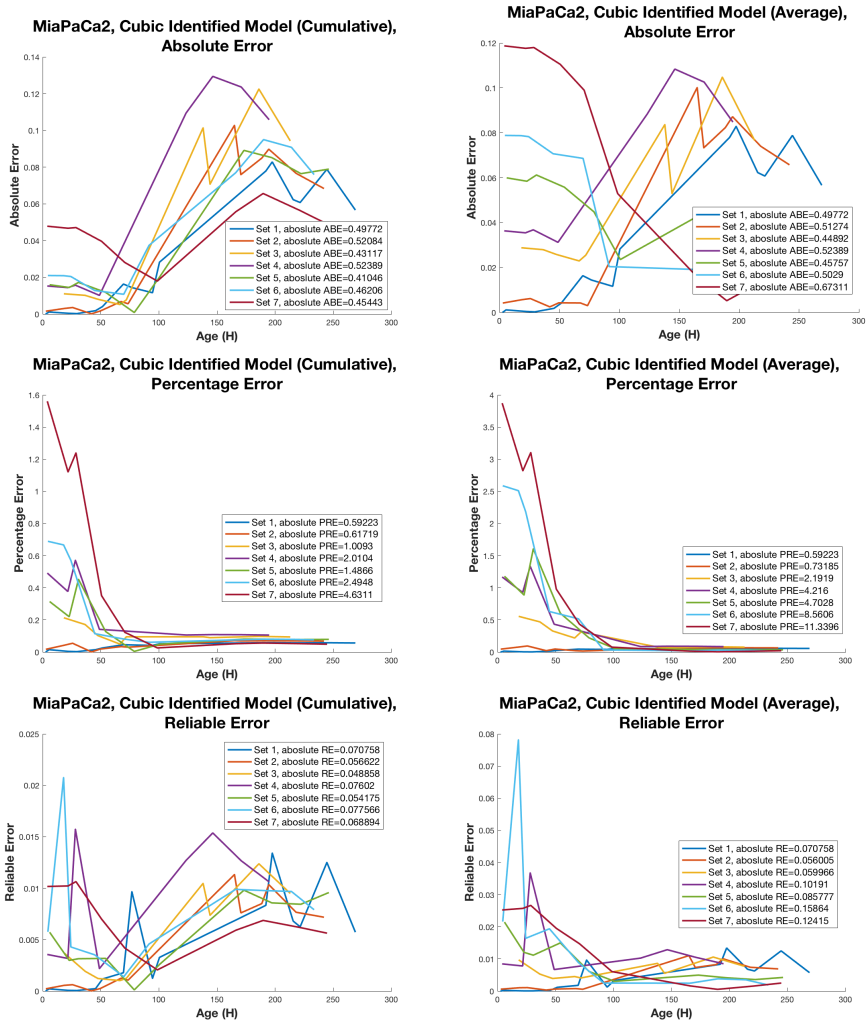 MiaPaCa2, Cubic Identified Model (Cumulative),
Absolute Error
0.14
0.12
0.1
0.08
0.06
0.04
0.02
0
Absolute Error
Set 1, aboslute ABE=0.49772
Set 2, aboslute ABE=0.52084
Set 3, aboslute ABE=0.43117
Set 4, aboslute ABE=0.52389
Set 5, aboslute ABE=0.41046
Set 6, aboslute ABE=0.46206
Set 7, aboslute ABE=0.45443
0 50 100 150 200 250 300
Age (H)
MiaPaCa2, Cubic Identified Model (Average),
Absolute Error
0.12
0.1
0.08
0.06
0.04
0.02
0
Absolute Error
Set 1, aboslute ABE=0.49772
Set 2, aboslute ABE=0.51274
Set 3, aboslute ABE=0.44892
Set 4, aboslute ABE=0.52389
Set 5, aboslute ABE=0.45757
Set 6, aboslute ABE=0.5029
Set 7, aboslute ABE=0.67311
0 50 100 150 200 250 300
Age (H)
MiaPaCa2, Cubic Identified Model (Cumulative),
Percentage Error
1.6
1.4
1.2
1
0.8
0.6
0.4
0.2
0
Percentage Error
Set 1, aboslute PRE=0.59223
Set 2, aboslute PRE=0.61719
Set 3, aboslute PRE=1.0093
Set 4, aboslute PRE=2.0104
Set 5, aboslute PRE=1.4866
Set 6, aboslute PRE=2.4948
Set 7, aboslute PRE=4.6311
0 50 100 150 200 250 300
Age (H)
MiaPaCa2, Cubic Identified Model (Average),
Percentage Error
4
3.5
3
2.5
2
1.5
1
0.5
0
Percentage Error
Set 1, aboslute PRE=0.59223
Set 2, aboslute PRE=0.73185
Set 3, aboslute PRE=2.1919
Set 4, aboslute PRE=4.216
Set 5, aboslute PRE=4.7028
Set 6, aboslute PRE=8.5606
Set 7, aboslute PRE=11.3396
0 50 100 150 200 250 300
Age (H)
MiaPaCa2, Cubic Identified Model (Cumulative),
Reliable Error
0.025
0.02
0.015
0.01
0.005
0
Reliable Error
Set 1, aboslute RE=0.070758
Set 2, aboslute RE=0.056622
Set 3, aboslute RE=0.048858
Set 4, aboslute RE=0.07602
Set 5, aboslute RE=0.054175
Set 6, aboslute RE=0.077566
Set 7, aboslute RE=0.068894
0 50 100 150 200 250 300
Age (H)
MiaPaCa2, Cubic Identified Model (Average),
Reliable Error
0.08
0.07
0.06
0.05
0.04
0.03
0.02
0.01
0
Reliable Error
Set 1, aboslute RE=0.070758
Set 2, aboslute RE=0.056005
Set 3, aboslute RE=0.059966
Set 4, aboslute RE=0.10191
Set 5, aboslute RE=0.085777
Set 6, aboslute RE=0.15864
Set 7, aboslute RE=0.12415
0 50 100 150 200 250 300
Age (H)